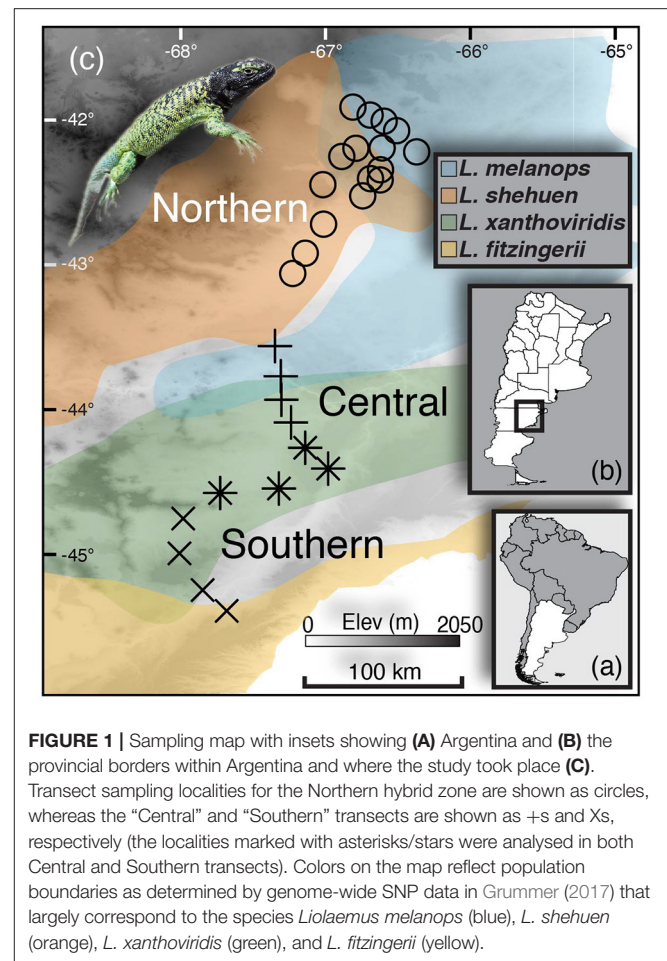 -68°
-67°
-66°
-65°
(c)
-42°
Northern
L. melanops
L. shehuen
L. xanthoviridis
L. fitzingerii
-43°
-44°
Central
(b)
Southern
-45°
0 Elev (m) 2050
100 km
(a)
FIGURE 1 | Sampling map with insets showing (A) Argentina and (B) the
provincial borders within Argentina and where the study took place (C).
Transect sampling localities for the Northern hybrid zone are shown as circles,
whereas the “Central” and “Southern” transects are shown as +s and Xs,
respectively (the localities marked with asterisks/stars were analysed in both
Central and Southern transects). Colors on the map reflect population
boundaries as determined by genome-wide SNP data in Grummer (2017) that
largely correspond to the species Liolaemus melanops (blue), L. shehuen
(orange), L. xanthoviridis (green), and L. fitzingerii (yellow).